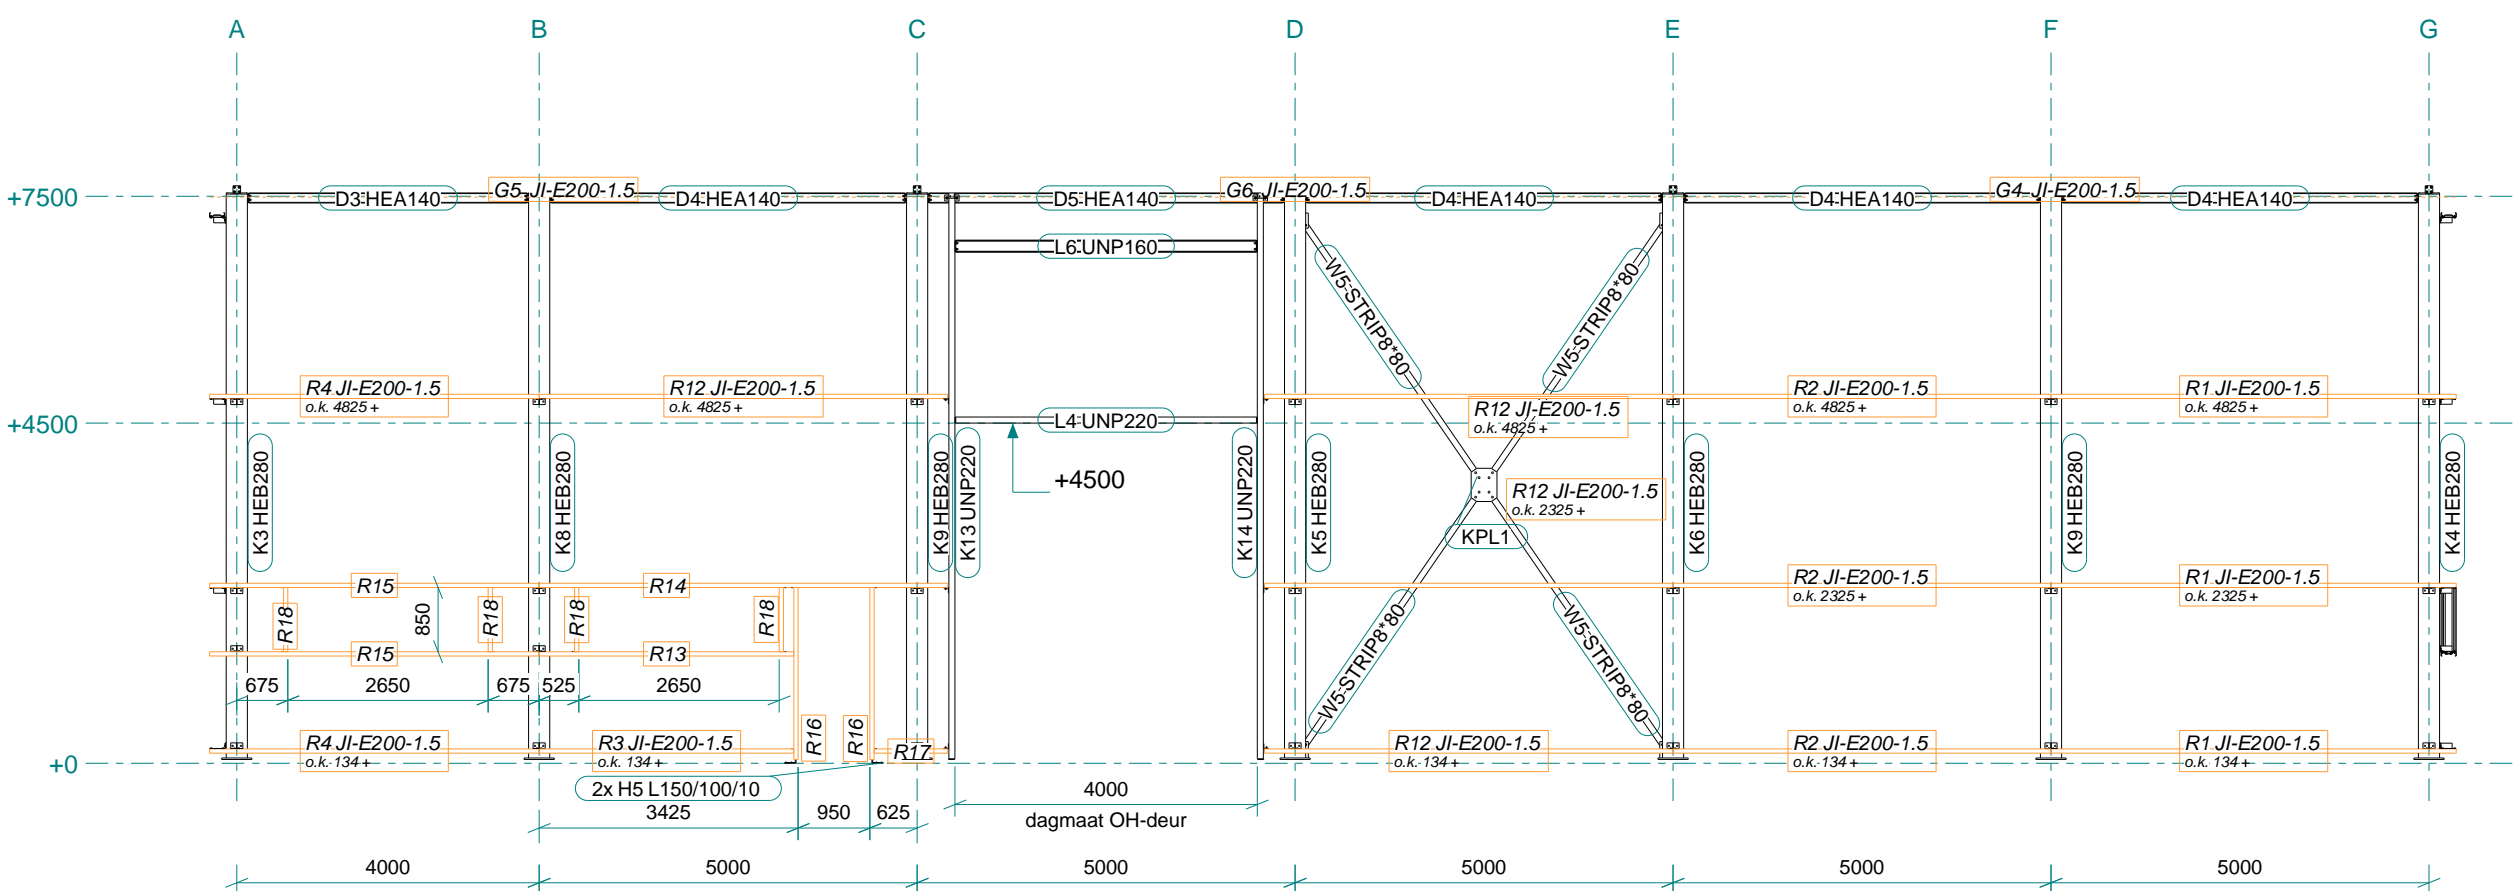 A B C D E F G
+7500
D3 HEA140
G5 JI-E200-1.5
D4 HEA140
D5 HEA140
G6 JI-E200-1.5
D4 HEA140
D4 HEA140
G4 JI-E200-1.5
D4 HEA140
L6 UNP160
W5-STRIP8*80
W5-STRIP8*80
R4 JI-E200-1.5
o.k. 4825 +
R12 JI-E200-1.5
o.k. 4825 +
R12 JI-E200-1.5
o.k. 4825 +
R2 JI-E200-1.5
o.k. 4825 +
R1 JI-E200-1.5
o.k. 4825 +
+4500
L4 UNP220
+4500
K3 HEB280
K8 HEB280
K9 HEB280
K13 UNP220
K14 UNP220
K5 HEB280
K6 HEB280
K9 HEB280
K4 HEB280
R12 JI-E200-1.5
o.k. 2325 +
KPL1
R15
R14
R2 JI-E200-1.5
o.k. 2325 +
R1 JI-E200-1.5
o.k. 2325 +
R18
850
R18
R18
R18
W5-STRIP8*80
W5-STRIP8*80
R15
R13
675
2650
675
525
2650
+0
R4 JI-E200-1.5
o.k. 134 +
R3 JI-E200-1.5
o.k. 134 +
R16
R16
R17
R12 JI-E200-1.5
o.k. 134 +
R2 JI-E200-1.5
o.k. 134 +
R1 JI-E200-1.5
o.k. 134 +
2x H5 L150/100/10
3425
950
625
4000
dagmaat OH-deur
4000
5000
5000
5000
5000
5000